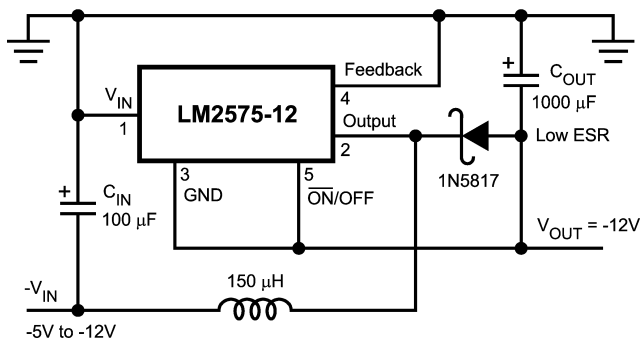 Feedback
4
V_IN
1
LM2575-12
Output
2
+
C_OUT
1000 μF
Low ESR
1N5817
3
GND
5
O̅N̅/OFF
+
C_IN
100 μF
V_OUT = -12V
150 μH
-V_IN
-5V to -12V